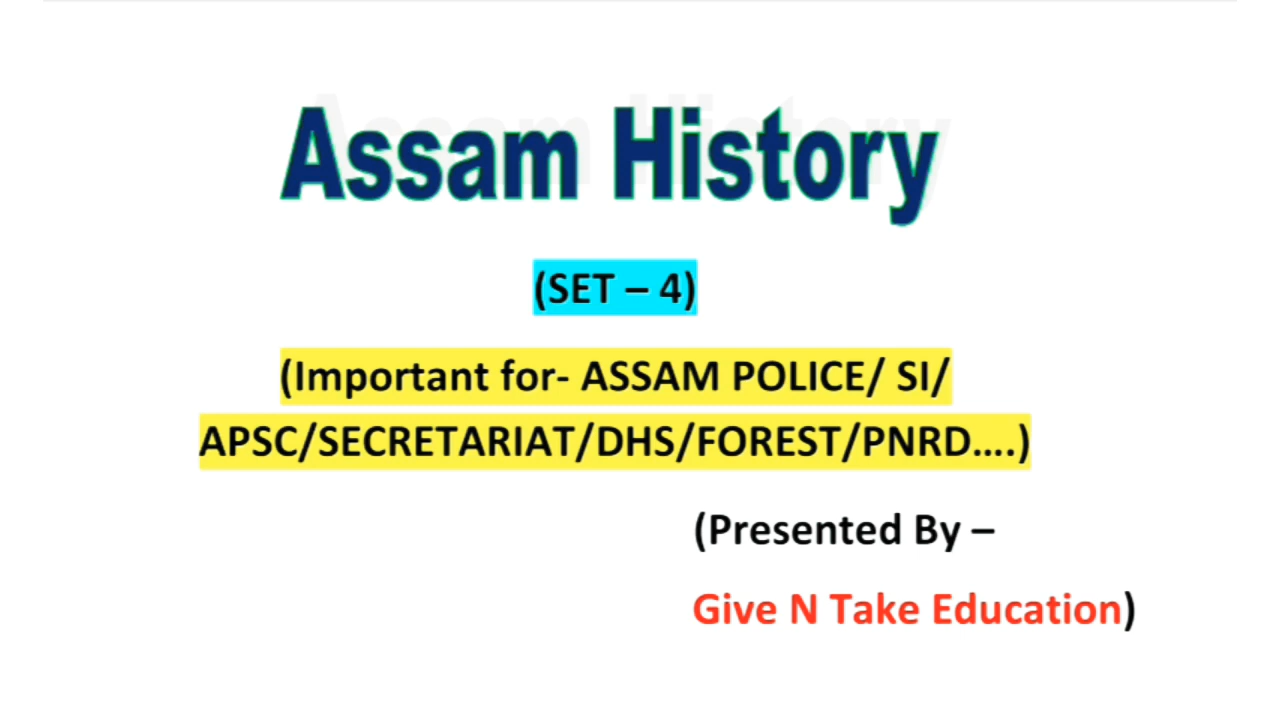 Assam History
(SET – 4)
(Important for- ASSAM POLICE/ SI/
APSC/SECRETARIAT/DHS/FOREST/PNRD....)
(Presented By –
Give N Take Education)